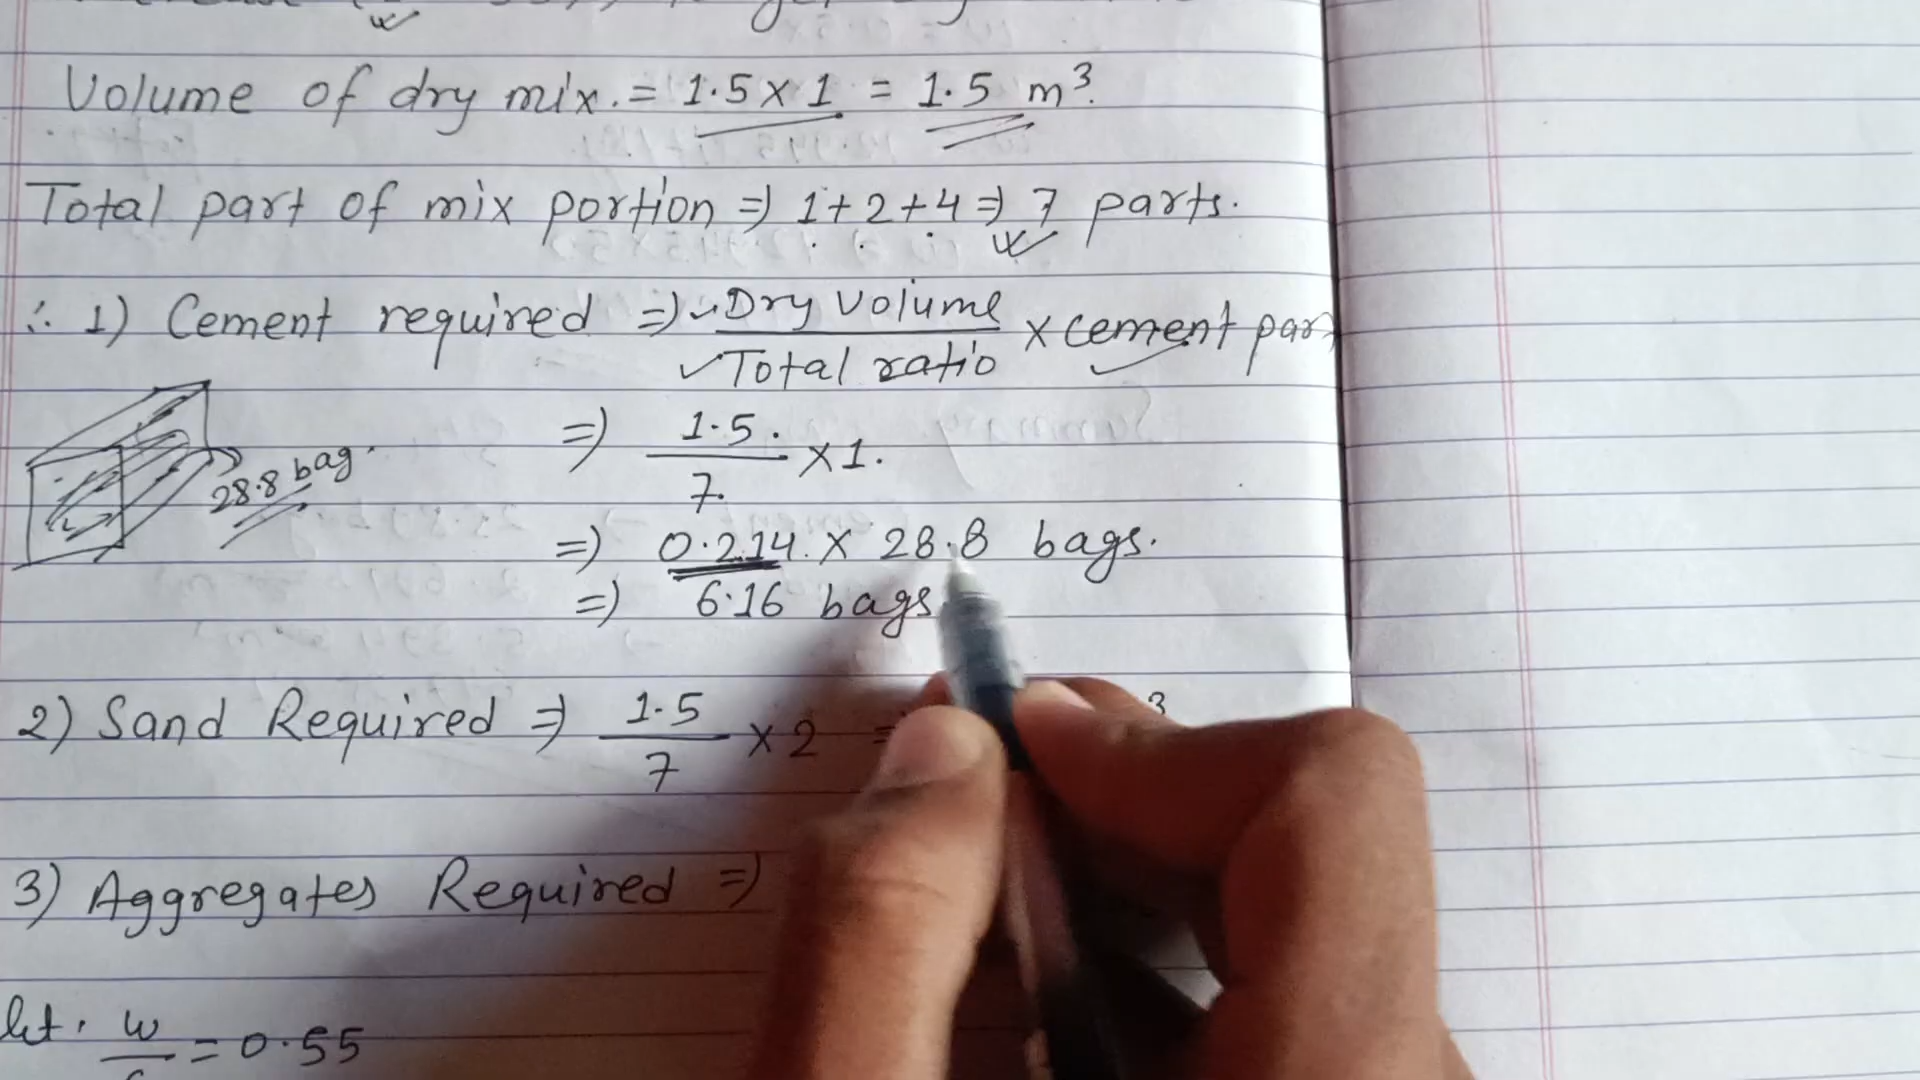 Volume of dry mix. = 1.5 x 1 = 1.5 m³.
Total part of mix portion ⇒ 1+2+4 ⇒ 7 parts.
∴ 1) Cement required ⇒ Dry volume / Total ratio x cement par
⇒ 1.5 / 7 x 1.
28.8 bag.
⇒ 0.214 x 28.8 bags.
⇒ 6.16 bags
2) Sand Required ⇒ 1.5 / 7 x 2 =
3) Aggregates Required ⇒
let. w/ = 0.55